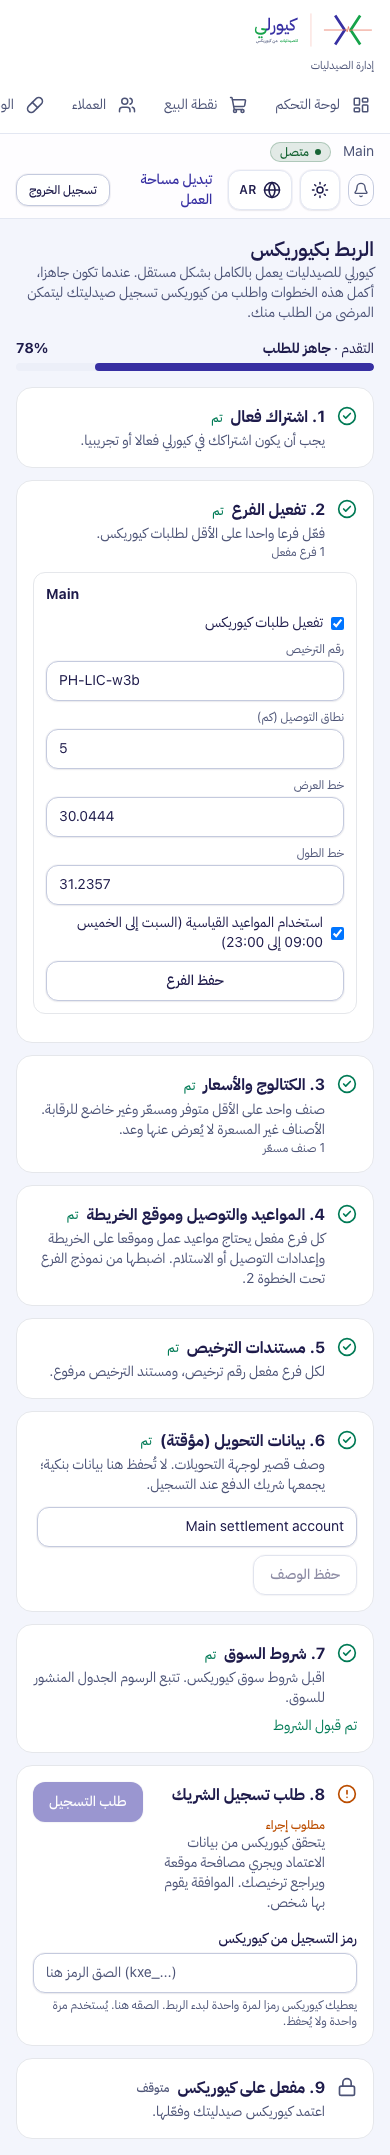 كيورلي
للصيدليات من كيوريكس
إدارة الصيدليات
لوحة التحكم
نقطة البيع
العملاء
الو
Main
متصل
AR
تبديل مساحة
العمل
تسجيل الخروج
الربط بكيوريكس
كيورلي للصيدليات يعمل بالكامل بشكل مستقل. عندما تكون جاهزا،
أكمل هذه الخطوات واطلب من كيوريكس تسجيل صيدليتك ليتمكن
المرضى من الطلب منك.
التقدم · جاهز للطلب
78%
1. اشتراك فعال تم
يجب أن يكون اشتراكك في كيورلي فعالا أو تجريبيا.
2. تفعيل الفرع تم
فعّل فرعا واحدا على الأقل لطلبات كيوريكس.
1 فرع مفعل
Main
تفعيل طلبات كيوريكس
رقم الترخيص
PH-LIC-w3b
نطاق التوصيل (كم)
5
خط العرض
30.0444
خط الطول
31.2357
استخدام المواعيد القياسية (السبت إلى الخميس
09:00 إلى 23:00)
حفظ الفرع
3. الكتالوج والأسعار تم
صنف واحد على الأقل متوفر ومسعّر وغير خاضع للرقابة.
الأصناف غير المسعرة لا يُعرض عنها وعد.
1 صنف مسعّر
4. المواعيد والتوصيل وموقع الخريطة تم
كل فرع مفعل يحتاج مواعيد عمل وموقعا على الخريطة
وإعدادات التوصيل أو الاستلام. اضبطها من نموذج الفرع
تحت الخطوة 2.
5. مستندات الترخيص تم
لكل فرع مفعل رقم ترخيص، ومستند الترخيص مرفوع.
6. بيانات التحويل (مؤقتة) تم
وصف قصير لوجهة التحويلات. لا تُحفظ هنا بيانات بنكية؛
يجمعها شريك الدفع عند التسجيل.
Main settlement account
حفظ الوصف
7. شروط السوق تم
اقبل شروط سوق كيوريكس. تتبع الرسوم الجدول المنشور
للسوق.
تم قبول الشروط
8. طلب تسجيل الشريك
مطلوب إجراء
طلب التسجيل
يتحقق كيوريكس من بيانات
الاعتماد ويجري مصافحة موقعة
ويراجع ترخيصك. الموافقة يقوم
بها شخص.
رمز التسجيل من كيوريكس
الصق الرمز هنا (kxe_...)
يعطيك كيوريكس رمزا لمرة واحدة لبدء الربط. الصقه هنا. يُستخدم مرة
واحدة ولا يُحفظ.
9. مفعل على كيوريكس متوقف
اعتمد كيوريكس صيدليتك وفعّلها.